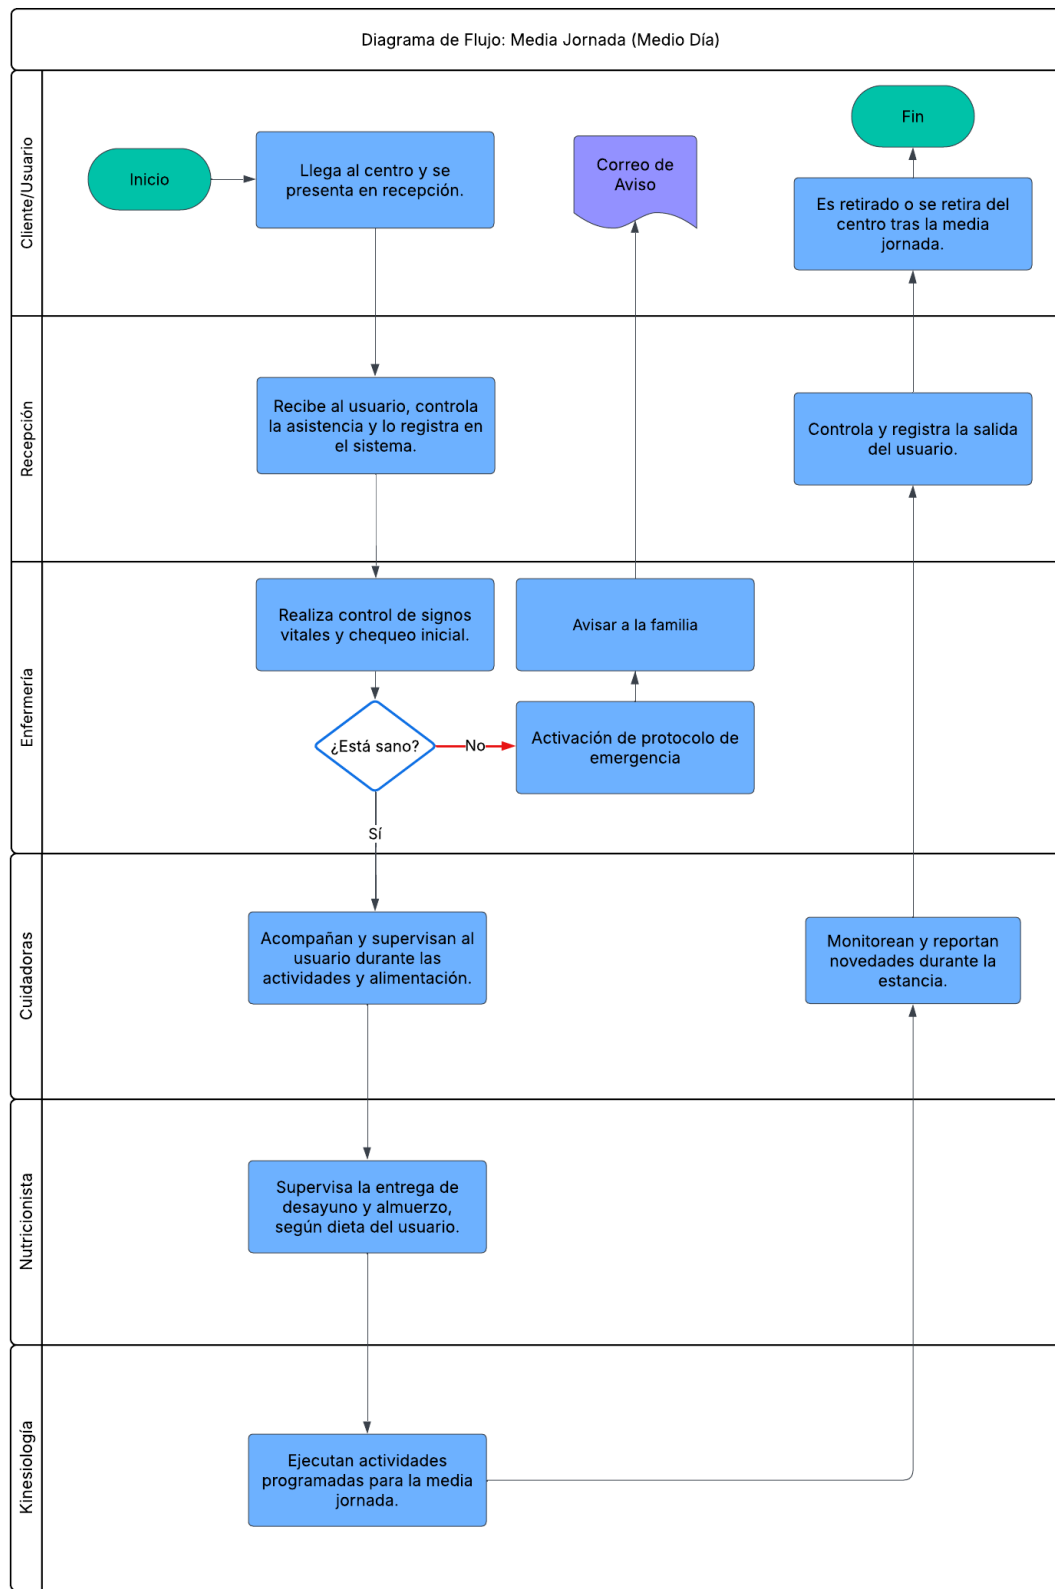 Diagrama de Flujo: Media Jornada (Medio Día)
Cliente/Usuario
Inicio
Llega al centro y se
presenta en recepción.
Correo de
Aviso
Fin
Es retirado o se retira del
centro tras la media
jornada.
Recepción
Recibe al usuario, controla
la asistencia y lo registra en
el sistema.
Controla y registra la salida
del usuario.
Enfermería
Realiza control de signos
vitales y chequeo inicial.
Avisar a la familia
¿Está sano?
No
Activación de protocolo de
emergencia
Sí
Cuidadoras
Acompañan y supervisan al
usuario durante las
actividades y alimentación.
Monitorean y reportan
novedades durante la
estancia.
Nutricionista
Supervisa la entrega de
desayuno y almuerzo,
según dieta del usuario.
Kinesiología
Ejecutan actividades
programadas para la media
jornada.